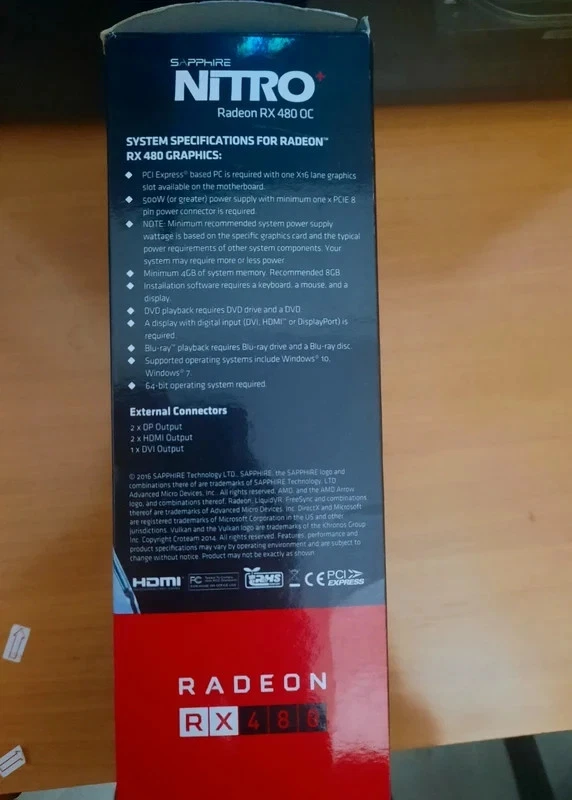 SAPPHIRE
NITRO+
Radeon RX 480 OC
SYSTEM SPECIFICATIONS FOR RADEON™
RX 480 GRAPHICS:
◆ PCI Express® based PC is required with one X16 lane graphics
slot available on the motherboard.
◆ 500W (or greater) power supply with minimum one x PCIE 8
pin power connector is required.
◆ NOTE: Minimum recommended system power supply
wattage is based on the specific graphics card and the typical
power requirements of other system components. Your
system may require more or less power.
◆ Minimum 4GB of system memory. Recommended 8GB.
◆ Installation software requires a keyboard, a mouse, and a
display.
◆ DVD playback requires DVD drive and a DVD.
◆ A display with digital input (DVI, HDMI™ or DisplayPort) is
required.
◆ Blu-ray™ playback requires Blu-ray drive and a Blu-ray disc.
◆ Supported operating systems include Windows® 10,
Windows® 7.
◆ 64-bit operating system required.
External Connectors
2 x DP Output
2 x HDMI Output
1 x DVI Output
© 2016 SAPPHIRE Technology LTD., SAPPHIRE, the SAPPHIRE logo and
combinations there of are trademarks of SAPPHIRE Technology, LTD
Advanced Micro Devices, Inc. All rights reserved. AMD, and the AMD Arrow
logo, and combinations thereof, Radeon, LiquidVR, FreeSync and combinations
thereof are trademarks of Advanced Micro Devices, Inc. DirectX and Microsoft
are registered trademarks of Microsoft Corporation in the US and other
jurisdictions. Vulkan and the Vulkan logo are trademarks of the Khronos Group
Inc. Copyright Croteam 2014. All rights reserved. Features, performance and
product specifications may vary by operating environment and are subject to
change without notice. Product may not be exactly as shown.
HDMI FC RoHS CE PCI EXPRESS
RADEON
RX 480